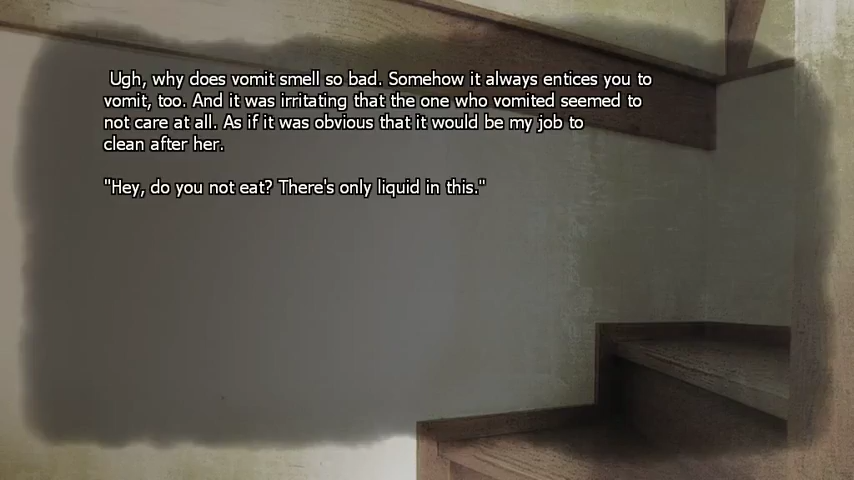 Ugh, why does vomit smell so bad. Somehow it always entices you to
vomit, too. And it was irritating that the one who vomited seemed to
not care at all. As if it was obvious that it would be my job to
clean after her.
"Hey, do you not eat? There's only liquid in this."